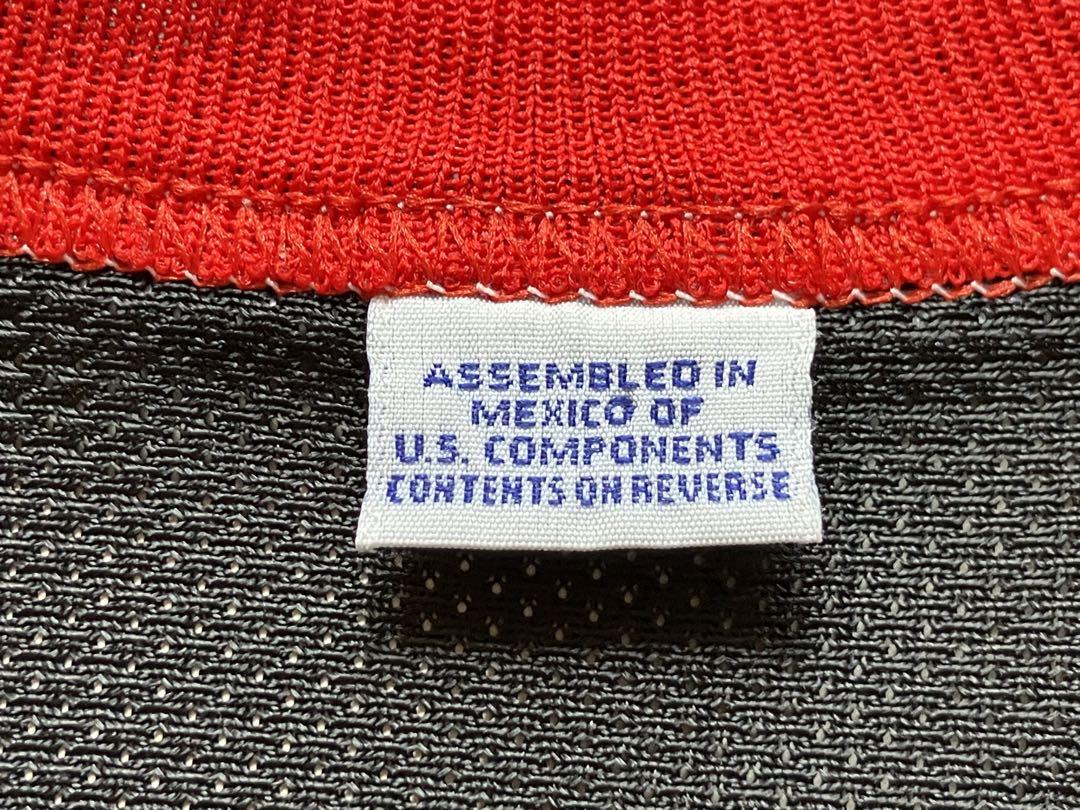 ASSEMBLED IN
MEXICO OF
U.S. COMPONENTS
CONTENTS ON REVERSE